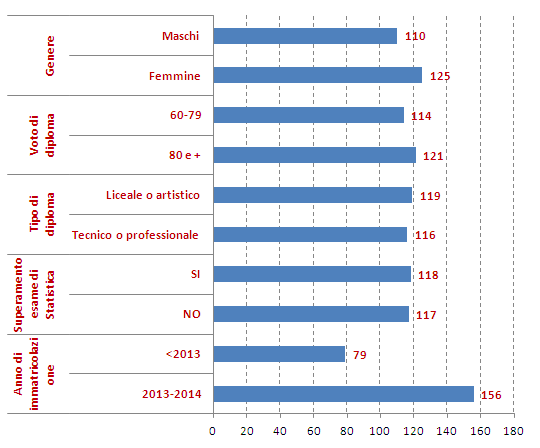 Genere
Maschi
110
Femmine
125
Voto di
diploma
60-79
114
80 e +
121
Tipo di
diploma
Liceale o artistico
119
Tecnico o professionale
116
Superamento
esame di
Statistica
SI
118
NO
117
Anno di
immatricolazi
one
<2013
79
2013-2014
156
0 20 40 60 80 100 120 140 160 180